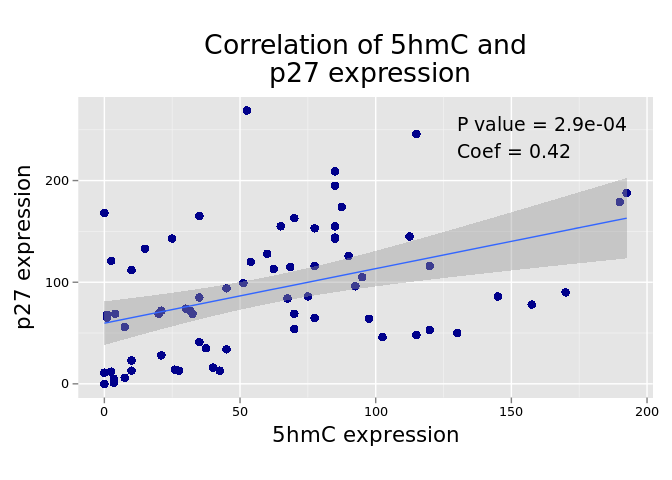 Correlation of 5hmC and
p27 expression
P value = 2.9e-04
Coef = 0.42
p27 expression
200
100
0
0 50 100 150 200
5hmC expression